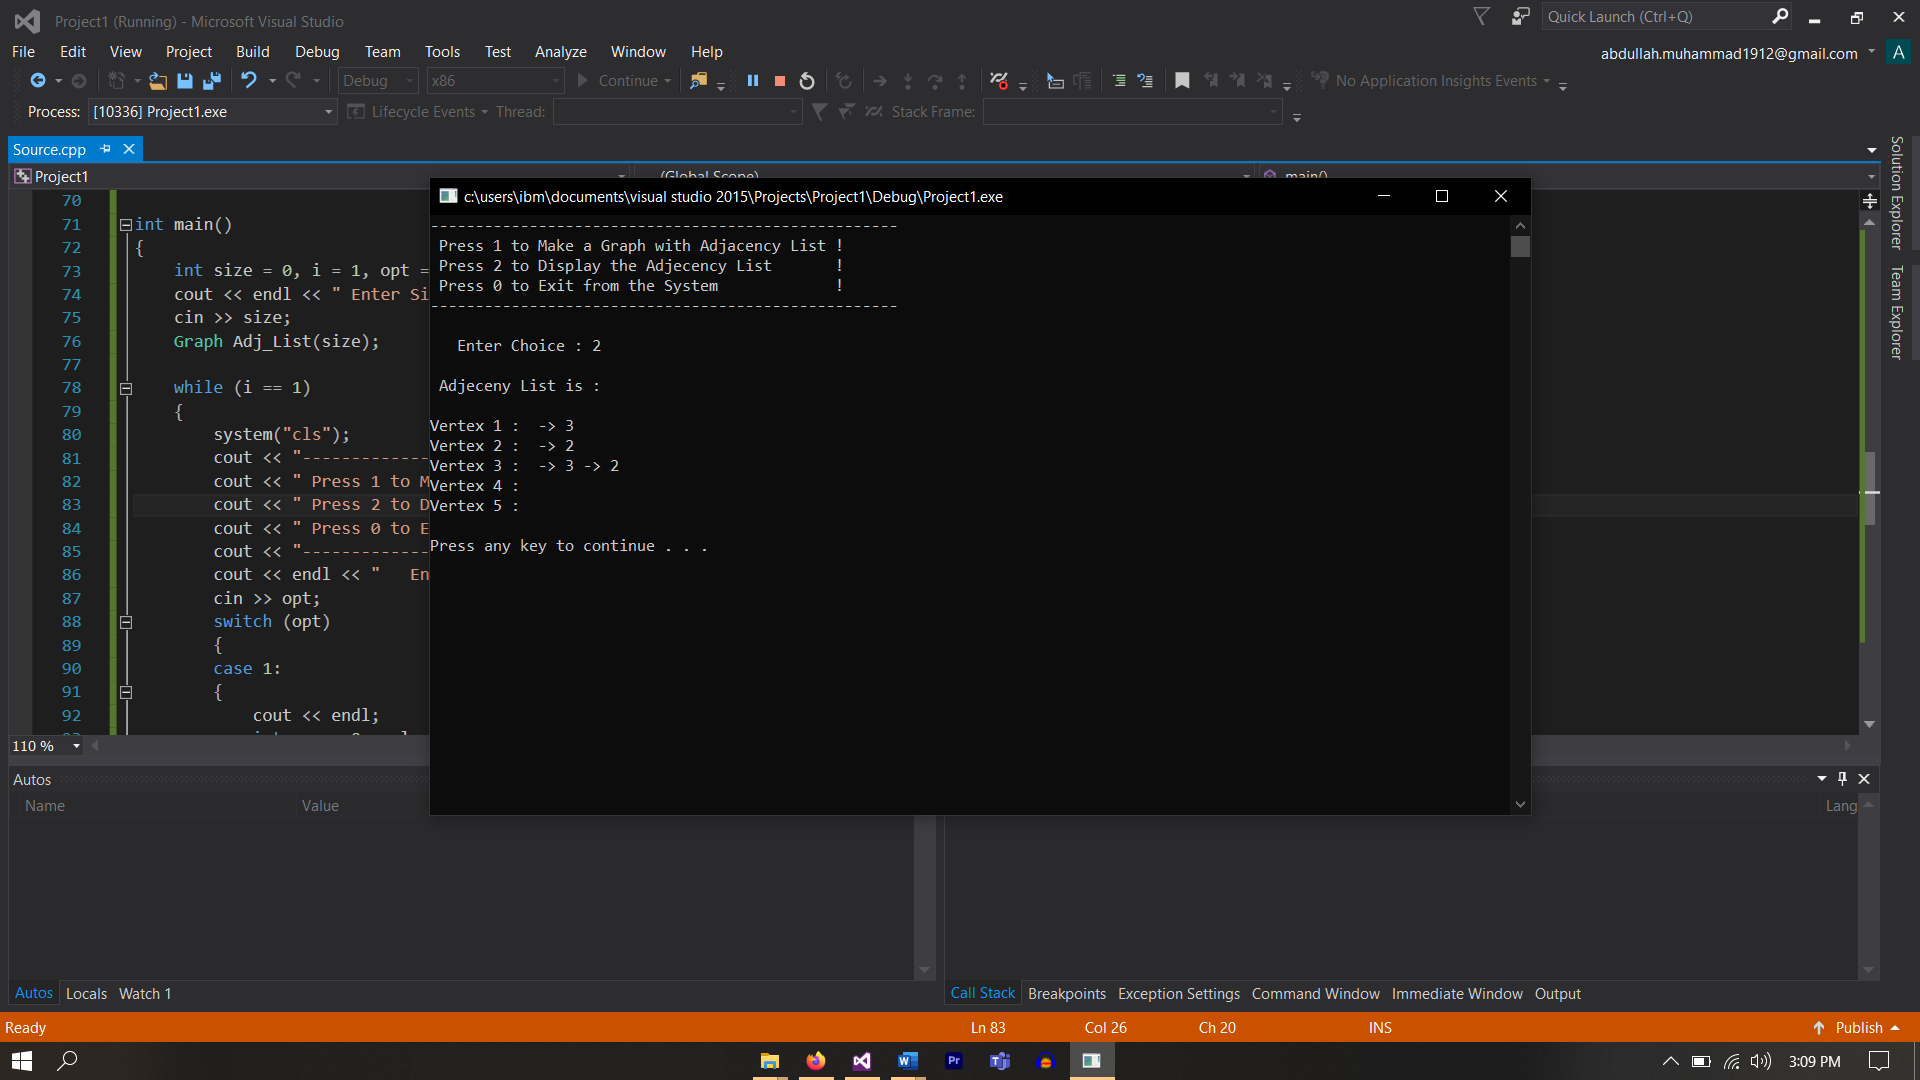 Project1 (Running) - Microsoft Visual Studio
Quick Launch (Ctrl+Q)
File Edit View Project Build Debug Team Tools Test Analyze Window Help
abdullah.muhammad1912@gmail.com A
Debug x86 Continue No Application Insights Events
Process: [10336] Project1.exe Lifecycle Events Thread: Stack Frame:
Source.cpp
Project1 (Global Scope) main()
Solution Explorer
Team Explorer
70
71 int main()
72 {
73 int size = 0, i = 1, opt =
74 cout << endl << " Enter Si
75 cin >> size;
76 Graph Adj_List(size);
77
78 while (i == 1)
79 {
80 system("cls");
81 cout << "-------------
82 cout << " Press 1 to M
83 cout << " Press 2 to D
84 cout << " Press 0 to E
85 cout << "-------------
86 cout << endl << "   En
87 cin >> opt;
88 switch (opt)
89 {
90 case 1:
91 {
92 cout << endl;
c:\users\ibm\documents\visual studio 2015\Projects\Project1\Debug\Project1.exe
----------------------------------------------------
Press 1 to Make a Graph with Adjacency List !
Press 2 to Display the Adjecency List       !
Press 0 to Exit from the System             !
----------------------------------------------------
Enter Choice : 2
Adjeceny List is :
Vertex 1 :  -> 3
Vertex 2 :  -> 2
Vertex 3 :  -> 3 -> 2
Vertex 4 :
Vertex 5 :
Press any key to continue . . .
110 %
Autos
Name Value
Lang
Autos Locals Watch 1
Call Stack Breakpoints Exception Settings Command Window Immediate Window Output
Ready Ln 83 Col 26 Ch 20 INS Publish
W Pr T
3:09 PM